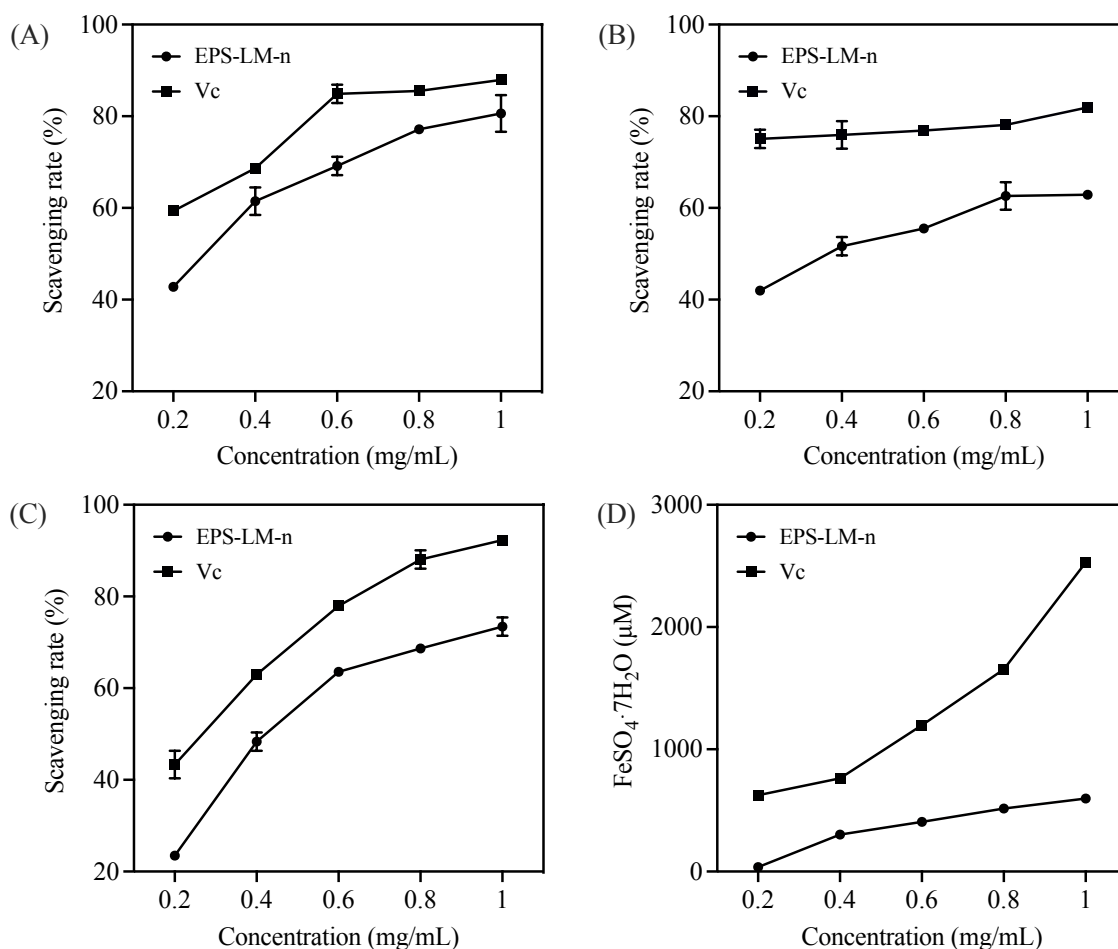 (A)
100
80
60
40
20
Scavenging rate (%)
EPS-LM-n
Vc
0.2 0.4 0.6 0.8 1
Concentration (mg/mL)
(B)
100
80
60
40
20
Scavenging rate (%)
EPS-LM-n
Vc
0.2 0.4 0.6 0.8 1
Concentration (mg/mL)
(C)
100
80
60
40
20
Scavenging rate (%)
EPS-LM-n
Vc
0.2 0.4 0.6 0.8 1
Concentration (mg/mL)
(D)
3000
2000
1000
0
FeSO₄·7H₂O (μM)
EPS-LM-n
Vc
0.2 0.4 0.6 0.8 1
Concentration (mg/mL)